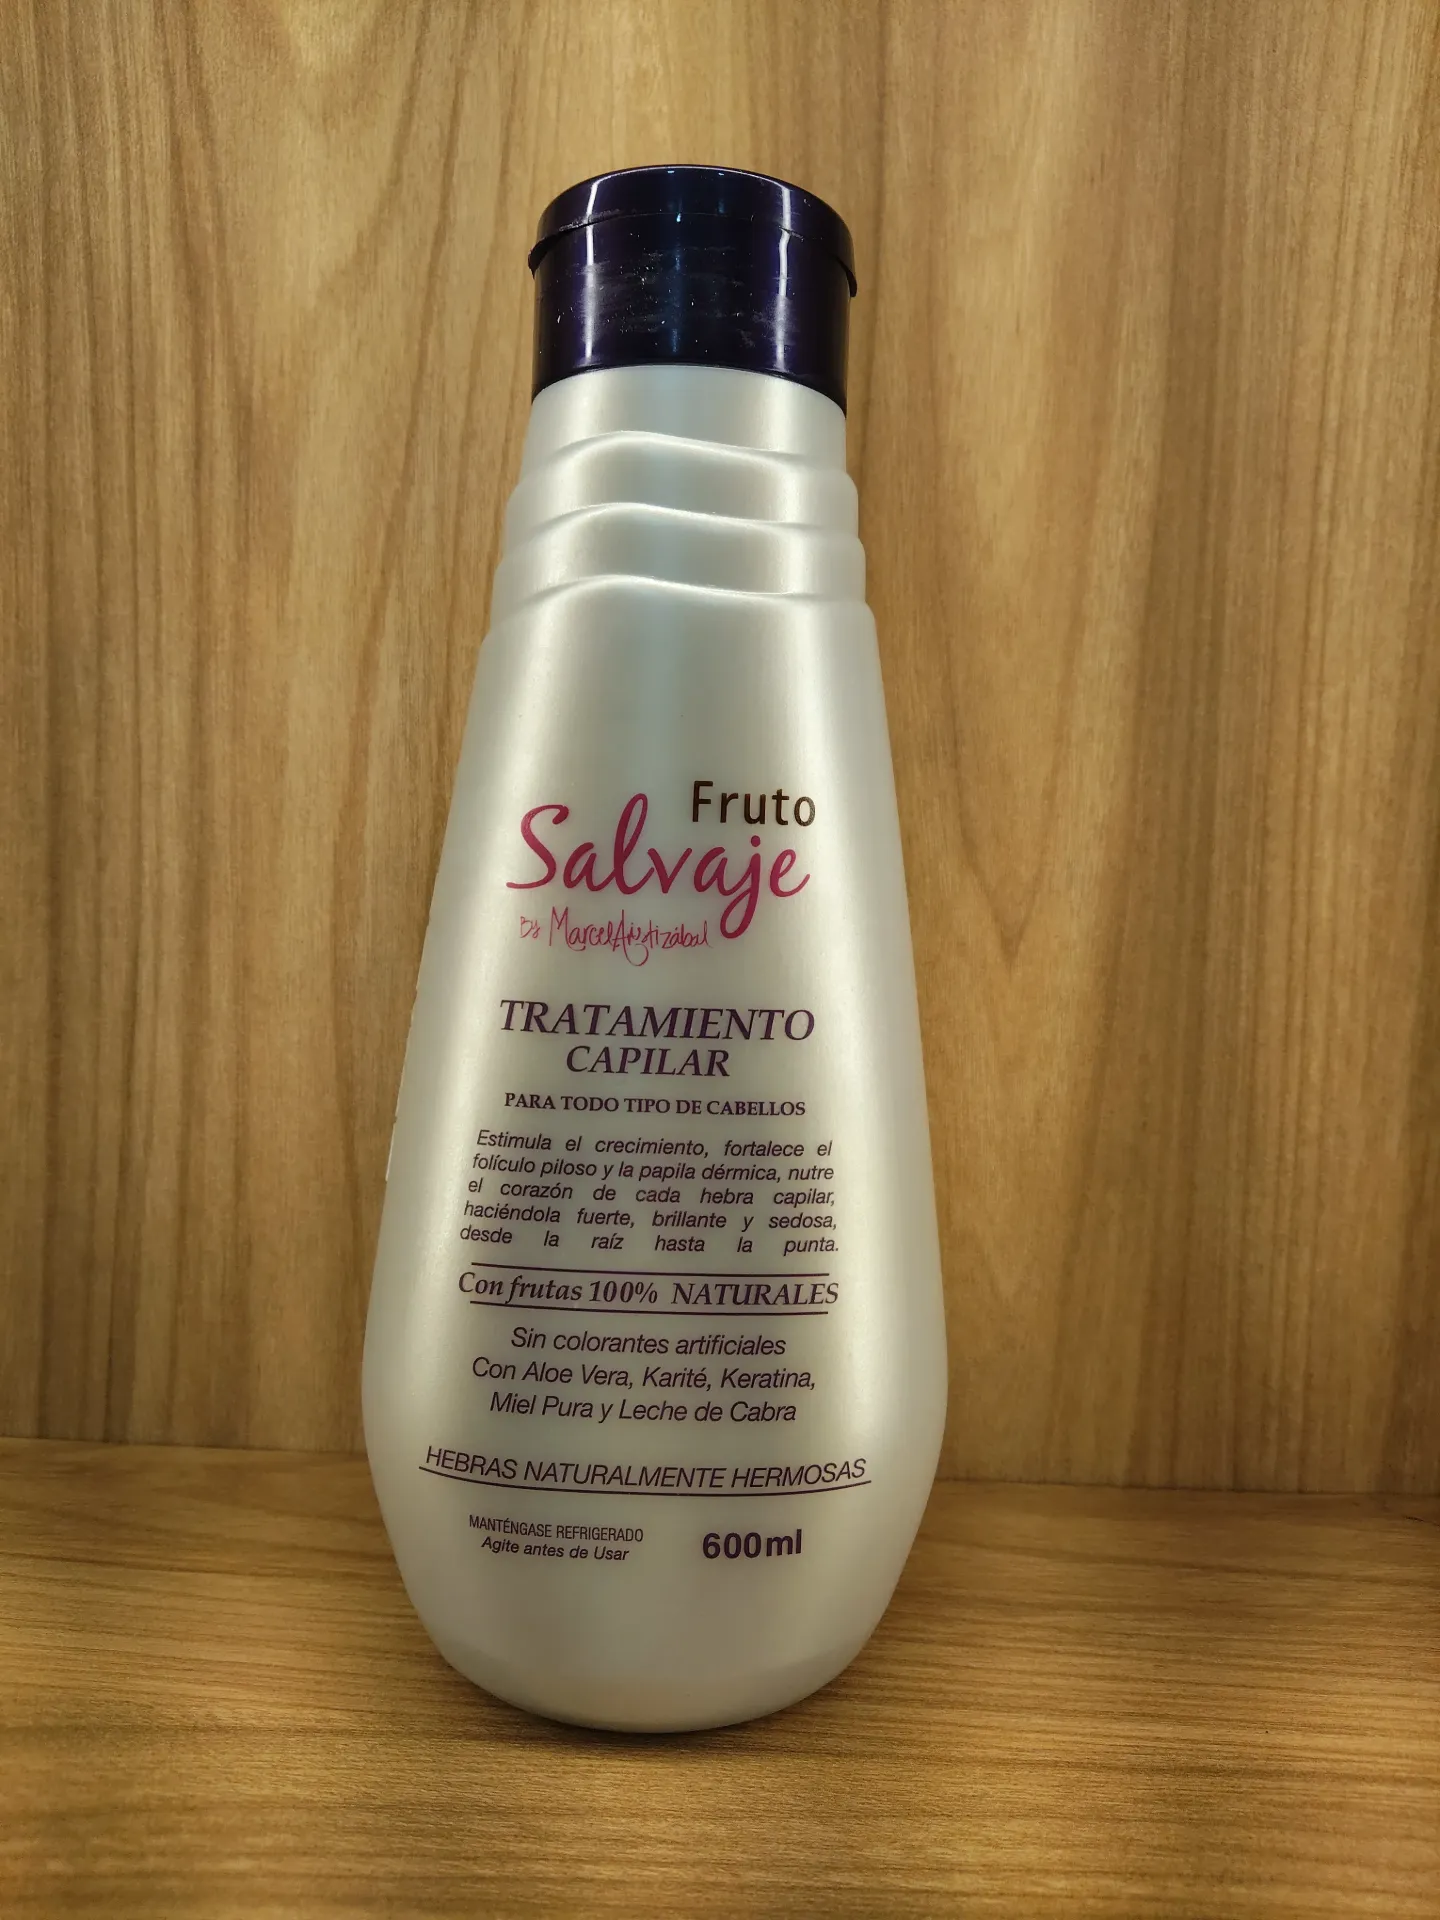 Fruto
Salvaje
By Marcel Aristizábal
TRATAMIENTO
CAPILAR
PARA TODO TIPO DE CABELLOS
Estimula el crecimiento, fortalece el
folículo piloso y la papila dérmica, nutre
el corazón de cada hebra capilar,
haciéndola fuerte, brillante y sedosa,
desde la raíz hasta la punta.
Con frutas 100% NATURALES
Sin colorantes artificiales
Con Aloe Vera, Karité, Keratina,
Miel Pura y Leche de Cabra
HEBRAS NATURALMENTE HERMOSAS
MANTÉNGASE REFRIGERADO
Agite antes de Usar
600ml